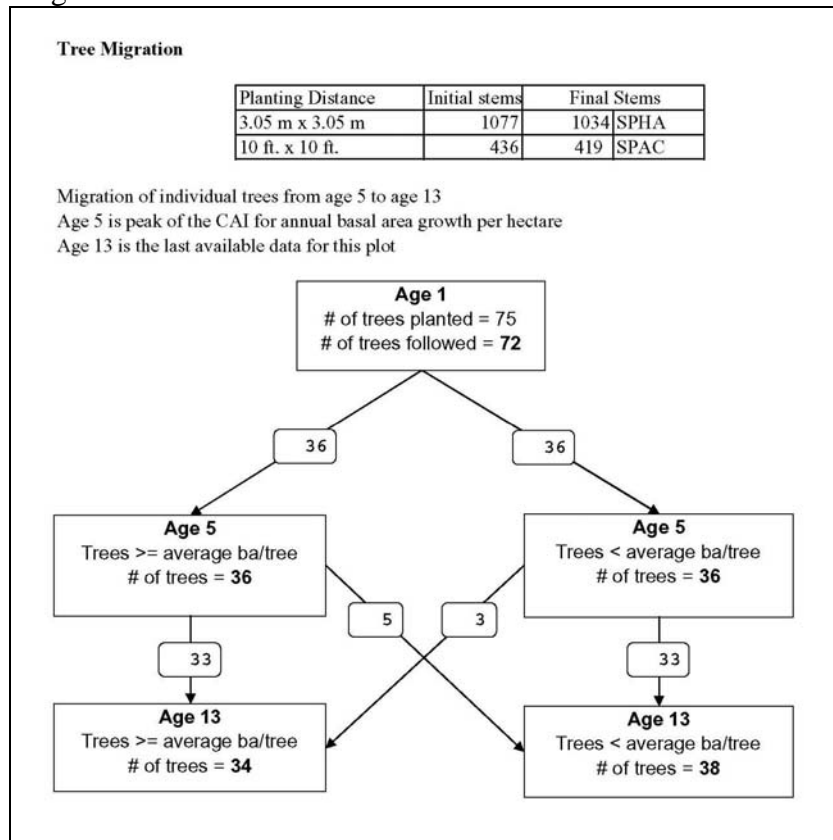 Tree Migration
Planting Distance Initial stems Final Stems
3.05 m x 3.05 m 1077 1034 SPHA
10 ft. x 10 ft. 436 419 SPAC
Migration of individual trees from age 5 to age 13
Age 5 is peak of the CAI for annual basal area growth per hectare
Age 13 is the last available data for this plot
Age 1
# of trees planted = 75
# of trees followed = 72
36
36
Age 5
Trees >= average ba/tree
# of trees = 36
Age 5
Trees < average ba/tree
# of trees = 36
5
3
33
33
Age 13
Trees >= average ba/tree
# of trees = 34
Age 13
Trees < average ba/tree
# of trees = 38